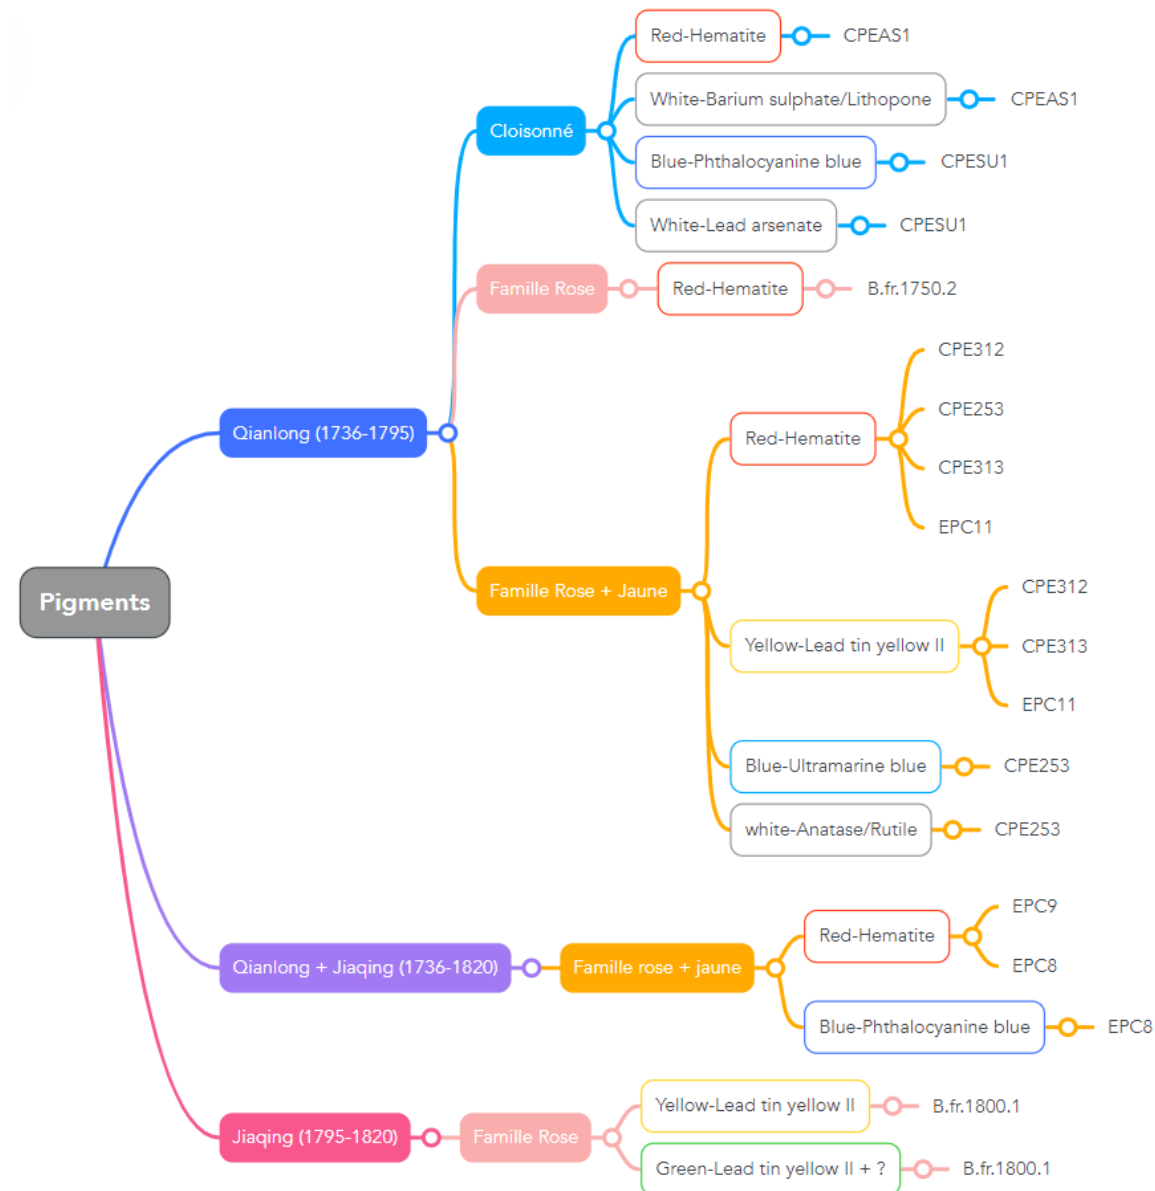 Pigments
Qianlong (1736-1795)
Cloisonné
Red-Hematite
CPEAS1
White-Barium sulphate/Lithopone
CPEAS1
Blue-Phthalocyanine blue
CPESU1
White-Lead arsenate
CPESU1
Famille Rose
Red-Hematite
B.fr.1750.2
Famille Rose + Jaune
Red-Hematite
CPE312
CPE253
CPE313
EPC11
Yellow-Lead tin yellow II
CPE312
CPE313
EPC11
Blue-Ultramarine blue
CPE253
white-Anatase/Rutile
CPE253
Qianlong + Jiaqing (1736-1820)
Famille rose + jaune
Red-Hematite
EPC9
EPC8
Blue-Phthalocyanine blue
EPC8
Jiaqing (1795-1820)
Famille Rose
Yellow-Lead tin yellow II
B.fr.1800.1
Green-Lead tin yellow II + ?
B.fr.1800.1